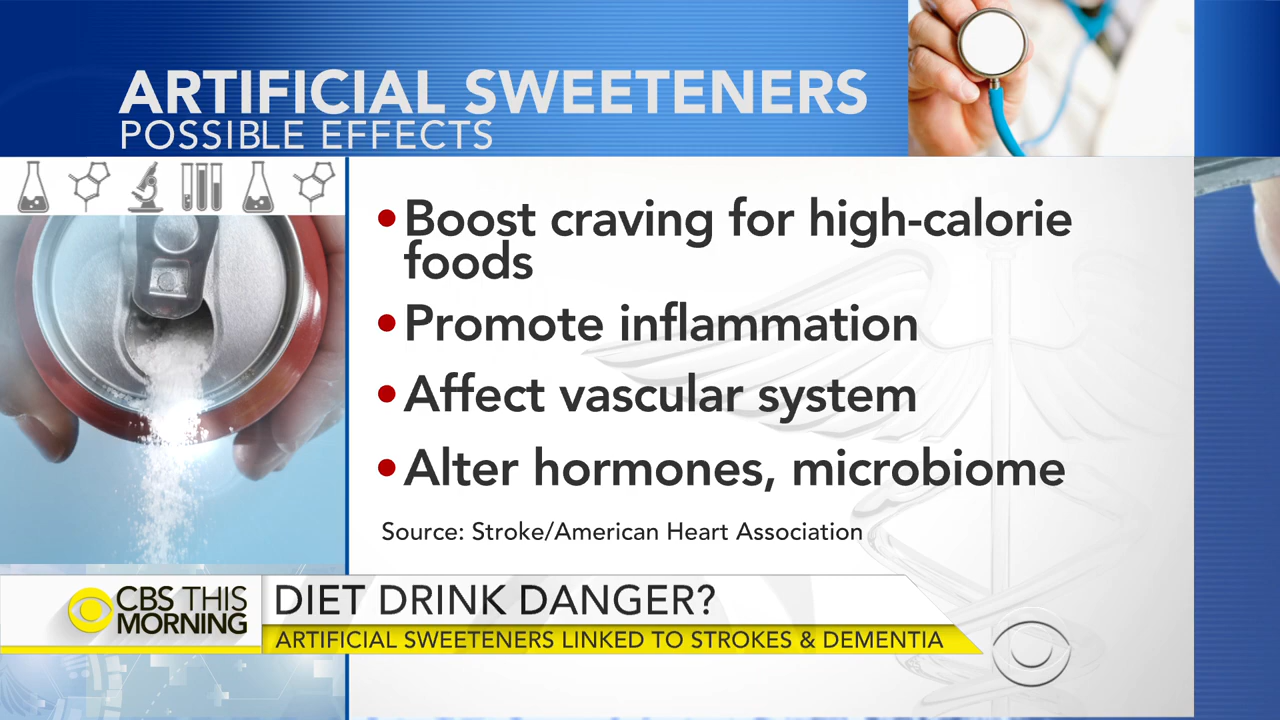 ARTIFICIAL SWEETENERS
POSSIBLE EFFECTS
•Boost craving for high-calorie
foods
•Promote inflammation
•Affect vascular system
•Alter hormones, microbiome
Source: Stroke/American Heart Association
CBS THIS
MORNING
DIET DRINK DANGER?
ARTIFICIAL SWEETENERS LINKED TO STROKES & DEMENTIA